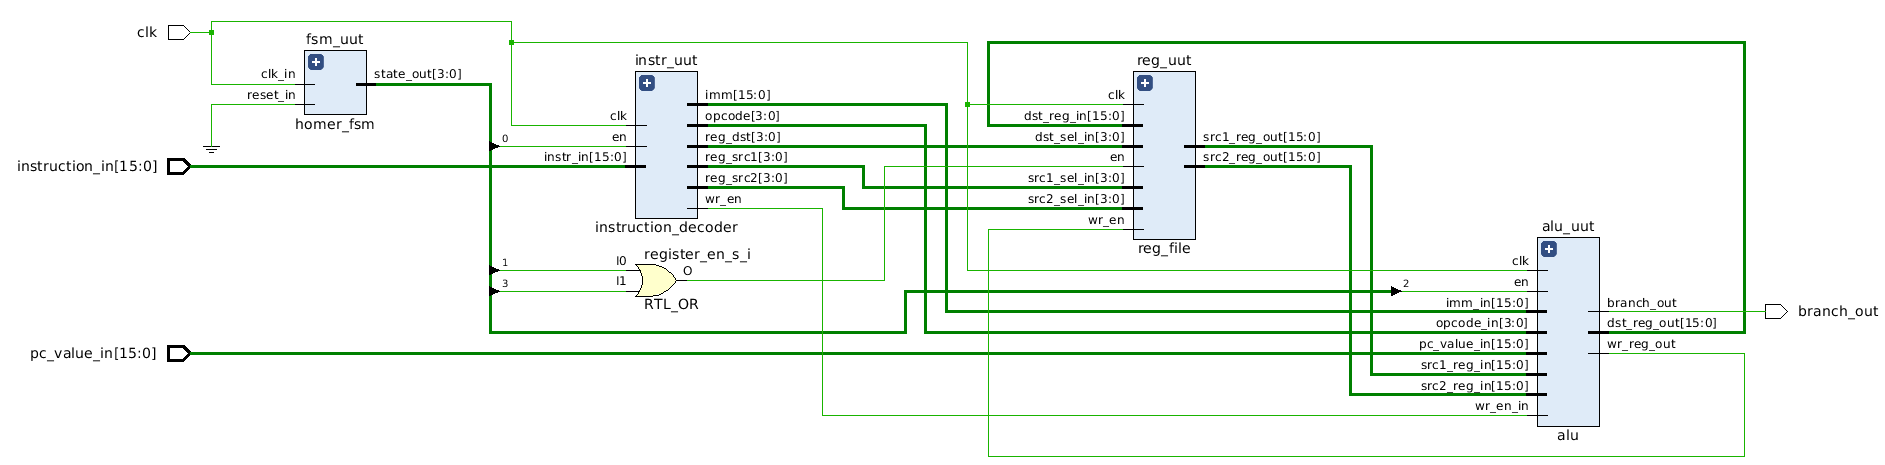 clk
fsm_uut
clk_in
reset_in
state_out[3:0]
homer_fsm
instruction_in[15:0]
pc_value_in[15:0]
0
1
3
instr_uut
clk
en
instr_in[15:0]
imm[15:0]
opcode[3:0]
reg_dst[3:0]
reg_src1[3:0]
reg_src2[3:0]
wr_en
instruction_decoder
register_en_s_i
I0
I1
O
RTL_OR
reg_uut
clk
dst_reg_in[15:0]
dst_sel_in[3:0]
en
src1_sel_in[3:0]
src2_sel_in[3:0]
wr_en
src1_reg_out[15:0]
src2_reg_out[15:0]
reg_file
2
alu_uut
clk
en
imm_in[15:0]
opcode_in[3:0]
pc_value_in[15:0]
src1_reg_in[15:0]
src2_reg_in[15:0]
wr_en_in
branch_out
dst_reg_out[15:0]
wr_reg_out
alu
branch_out